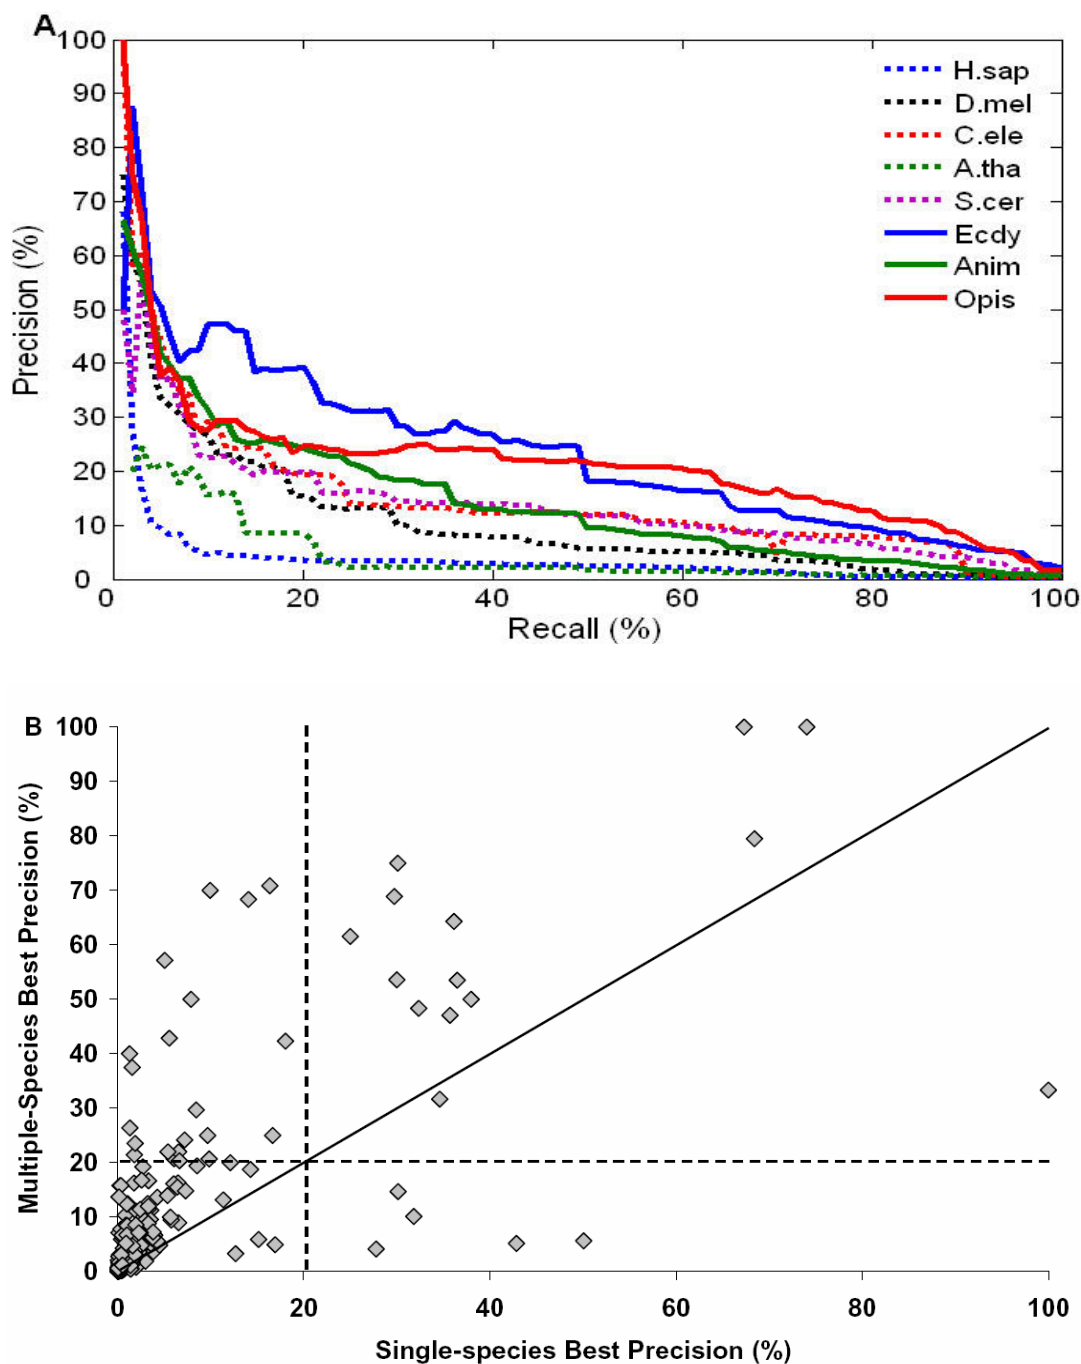 A
100
90
80
70
60
50
40
30
20
10
0
Precision (%)
H.sap
D.mel
C.ele
A.tha
S.cer
Ecdy
Anim
Opis
0 20 40 60 80 100
Recall (%)
B
100
90
80
70
60
50
40
30
20
10
0
Multiple-Species Best Precision (%)
0 20 40 60 80 100
Single-species Best Precision (%)